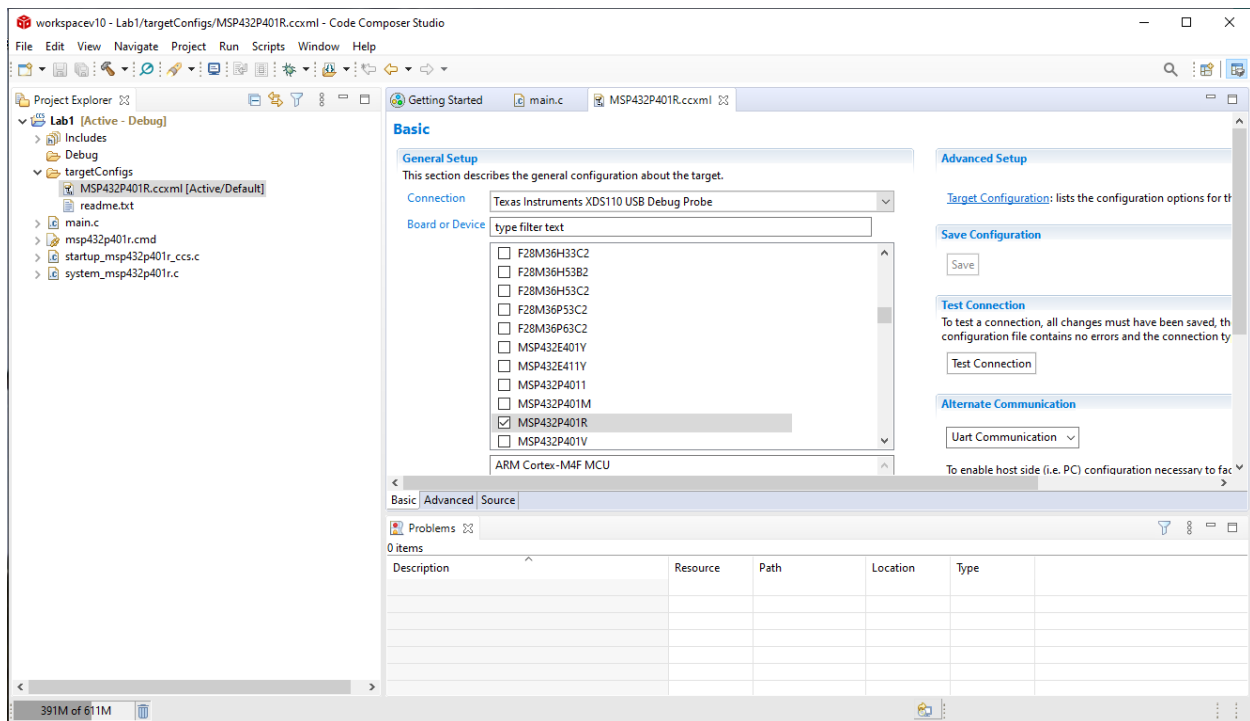 workspacev10 - Lab1/targetConfigs/MSP432P401R.ccxml - Code Composer Studio
File Edit View Navigate Project Run Scripts Window Help
Project Explorer
Lab1 [Active - Debug]
Includes
Debug
targetConfigs
MSP432P401R.ccxml [Active/Default]
readme.txt
main.c
msp432p401r.cmd
startup_msp432p401r_ccs.c
system_msp432p401r.c
Getting Started main.c MSP432P401R.ccxml
Basic
General Setup
This section describes the general configuration about the target.
Connection Texas Instruments XDS110 USB Debug Probe
Board or Device type filter text
F28M36H33C2
F28M36H53B2
F28M36H53C2
F28M36P53C2
F28M36P63C2
MSP432E401Y
MSP432E411Y
MSP432P4011
MSP432P401M
MSP432P401R
MSP432P401V
ARM Cortex-M4F MCU
Advanced Setup
Target Configuration: lists the configuration options for th
Save Configuration
Save
Test Connection
To test a connection, all changes must have been saved, th
configuration file contains no errors and the connection ty
Test Connection
Alternate Communication
Uart Communication
To enable host side (i.e. PC) configuration necessary to fac
Basic Advanced Source
Problems
0 items
Description Resource Path Location Type
391M of 611M